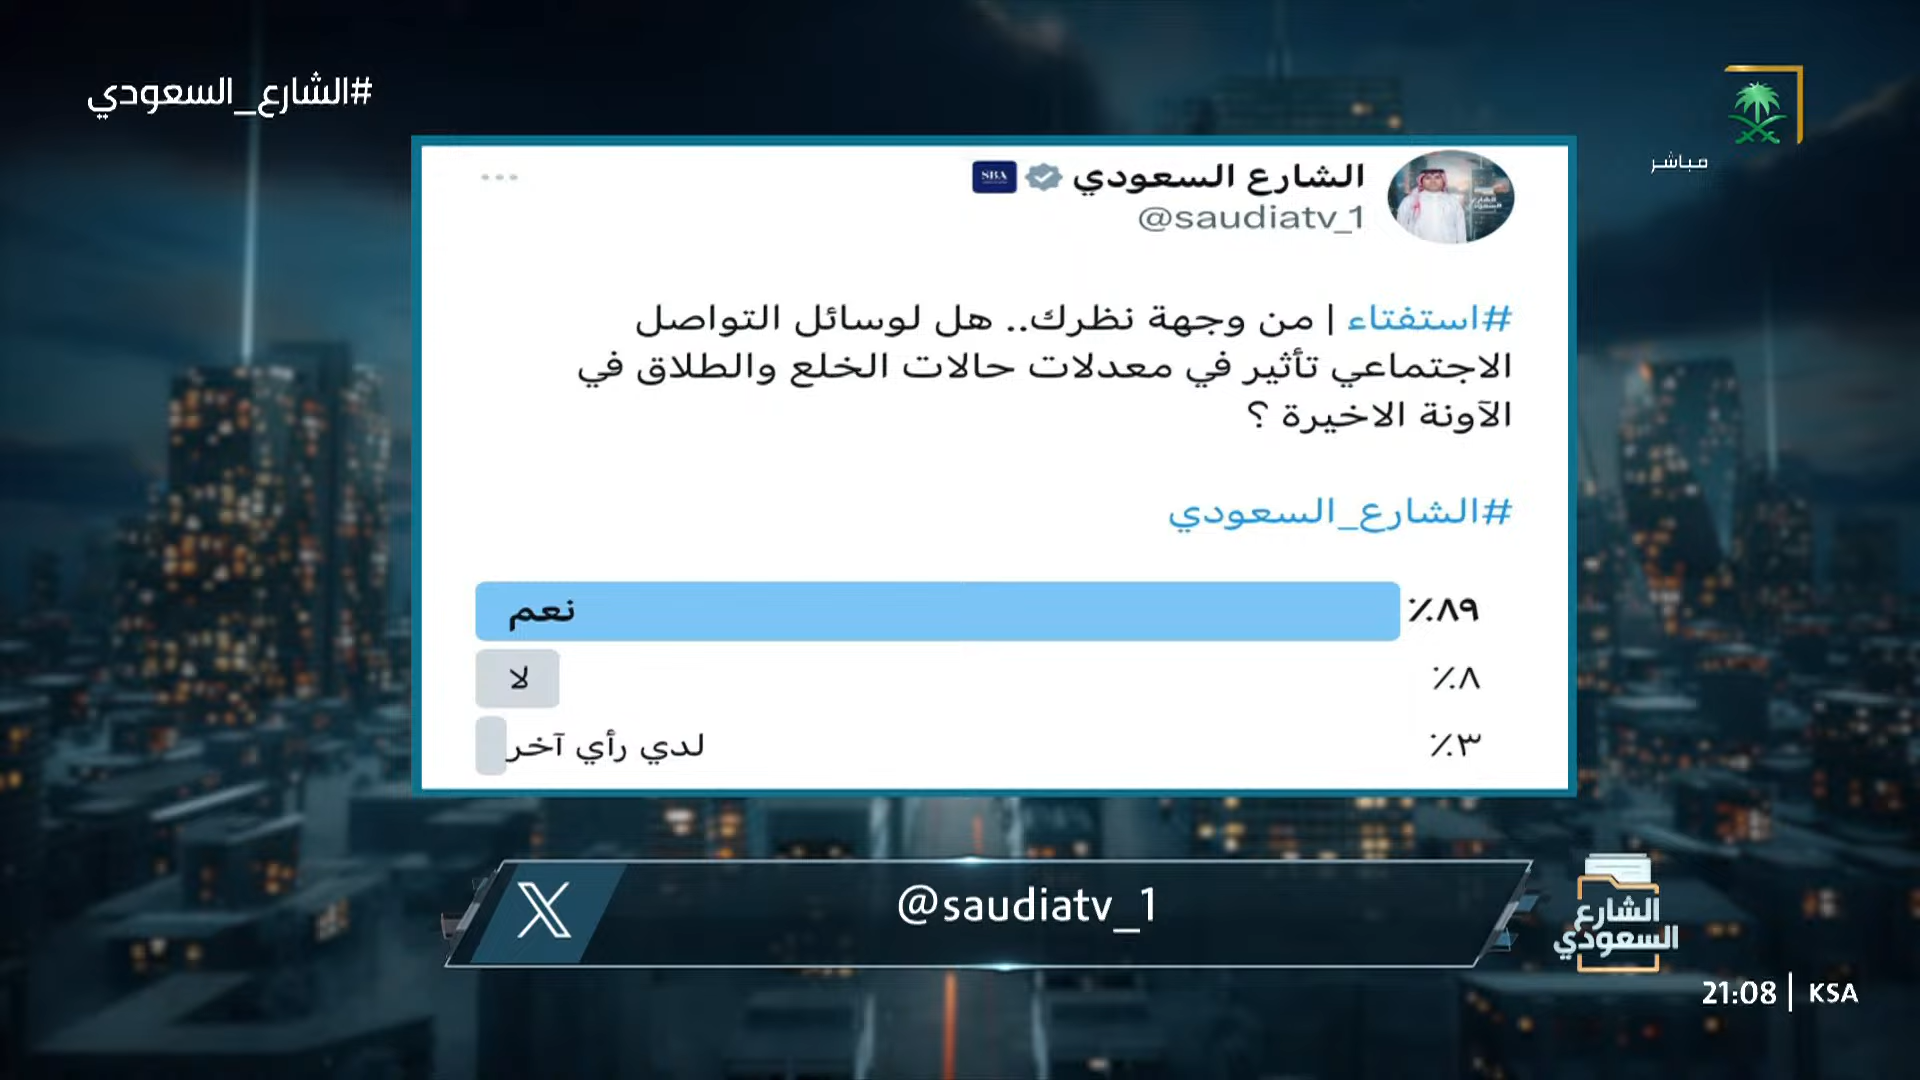 #الشارع_السعودي
مباشر
الشارع السعودي
SBA
@saudiatv_1
#استفتاء | من وجهة نظرك.. هل لوسائل التواصل
الاجتماعي تأثير في معدلات حالات الخلع والطلاق في
الآونة الاخيرة ؟
#الشارع_السعودي
نعم ٪٨٩
لا ٪٨
لدي رأي آخر ٪٣
@saudiatv_1
الشارع
السعودي
21:08 | KSA